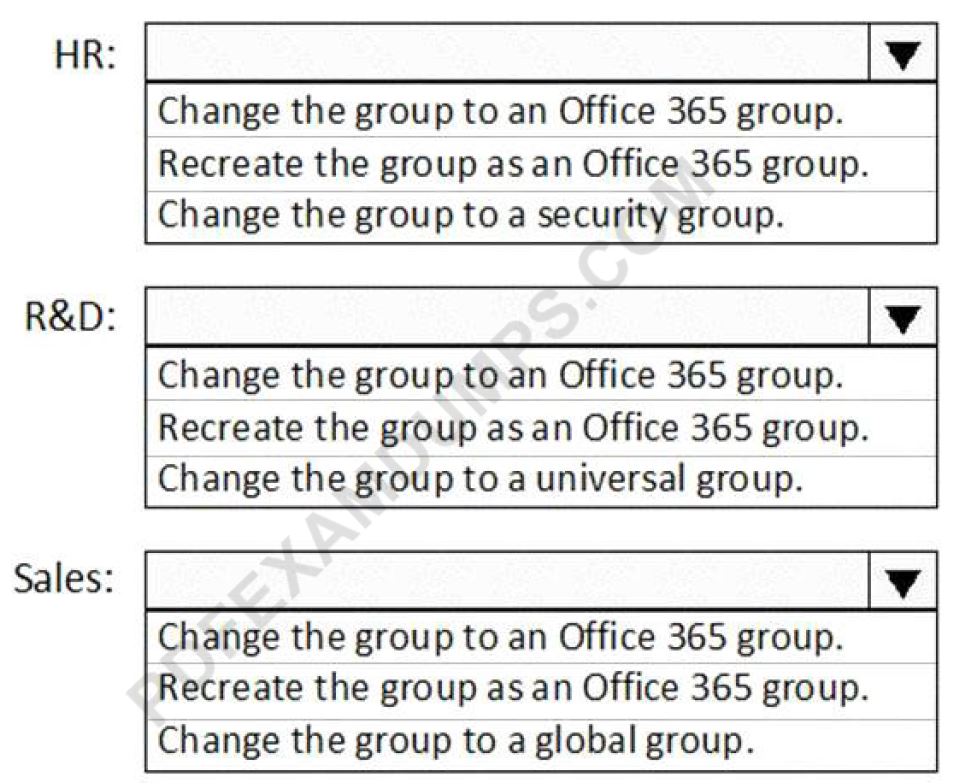 HR:
Change the group to an Office 365 group.
Recreate the group as an Office 365 group.
Change the group to a security group.
R&D:
Change the group to an Office 365 group.
Recreate the group as an Office 365 group.
Change the group to a universal group.
Sales:
Change the group to an Office 365 group.
Recreate the group as an Office 365 group.
Change the group to a global group.
PDFEXAMDUMPS.COM